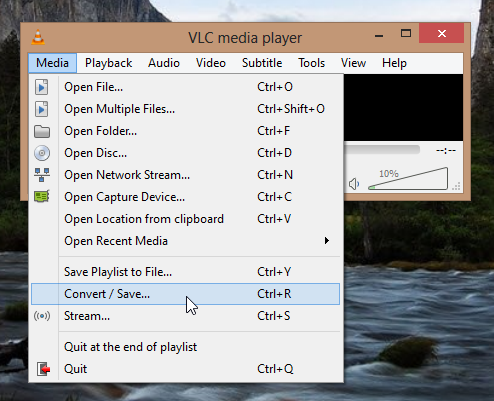 VLC media player
Media Playback Audio Video Subtitle Tools View Help
Open File... Ctrl+O
Open Multiple Files... Ctrl+Shift+O
Open Folder... Ctrl+F
Open Disc... Ctrl+D
Open Network Stream... Ctrl+N
Open Capture Device... Ctrl+C
Open Location from clipboard Ctrl+V
Open Recent Media
Save Playlist to File... Ctrl+Y
Convert / Save... Ctrl+R
Stream... Ctrl+S
Quit at the end of playlist
Quit Ctrl+Q
--:--
10%